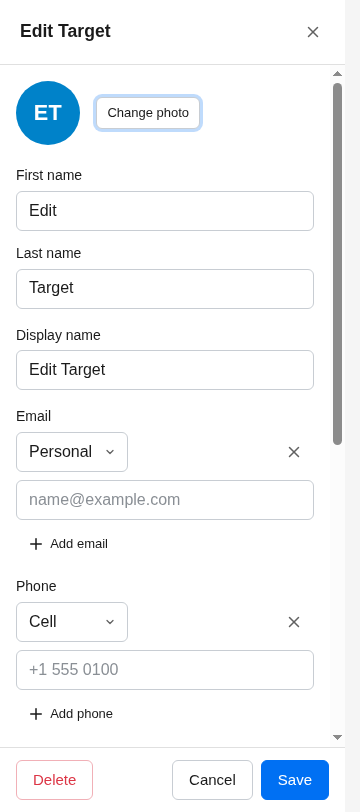 Edit Target
ET
Change photo
First name
Edit
Last name
Target
Display name
Edit Target
Email
Personal
name@example.com
Add email
Phone
Cell
+1 555 0100
Add phone
Delete
Cancel
Save